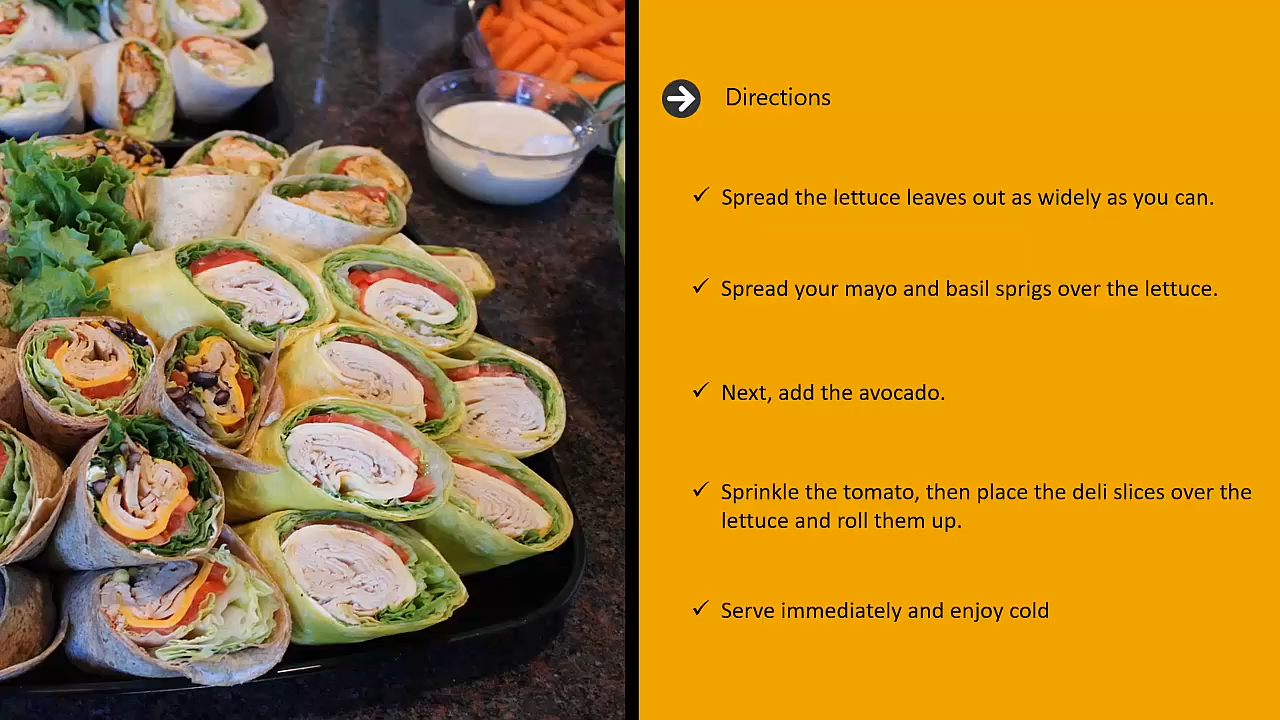 Directions
✓ Spread the lettuce leaves out as widely as you can.
✓ Spread your mayo and basil sprigs over the lettuce.
✓ Next, add the avocado.
✓ Sprinkle the tomato, then place the deli slices over the
lettuce and roll them up.
✓ Serve immediately and enjoy cold